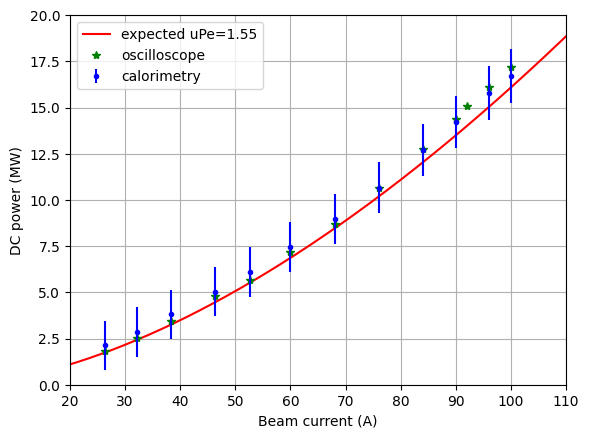 expected uPe=1.55
oscilloscope
calorimetry
20.0
17.5
15.0
12.5
10.0
7.5
5.0
2.5
0.0
DC power (MW)
20 30 40 50 60 70 80 90 100 110
Beam current (A)